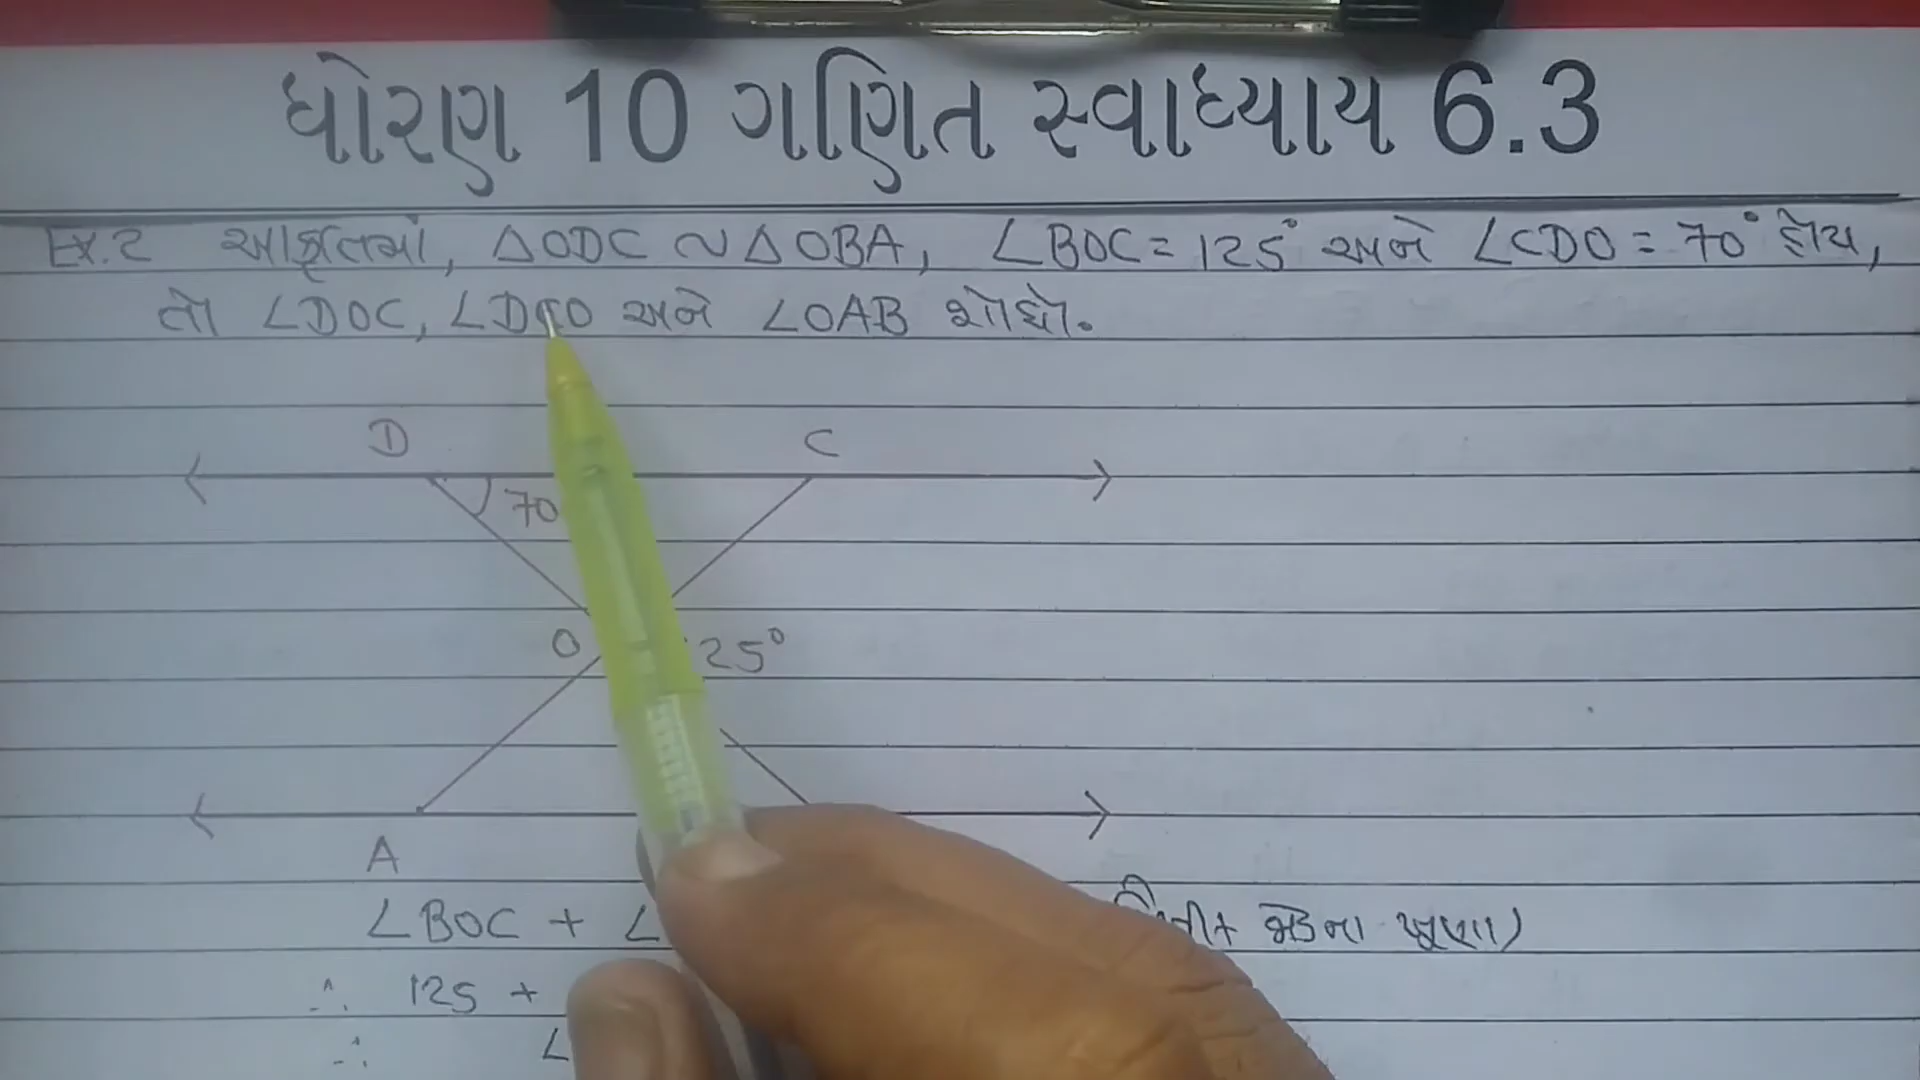 ધોરણ 10 ગણિત સ્વાધ્યાય 6.3
Ex.2 આકૃતિમાં, △ODC ~ △OBA, ∠BOC = 125° અને ∠CDO = 70° હોય,
તો ∠DOC, ∠DCO અને ∠OAB શોધો.
D C
70
O 25°
A
∠BOC + ∠ જોડના ખૂણા)
∴ 125 +
∴ ∠